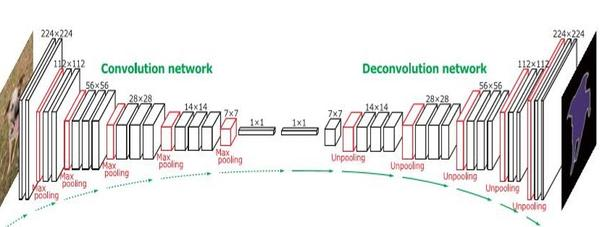 224×224
112×112
Convolution network
56×56
28×28
14×14
7×7
1×1
1×1
7×7
14×14
Deconvolution network
28×28
56×56
112×112
224×224
Max
pooling
Max
pooling
Max
pooling
Max
pooling
Max
pooling
Unpooling
Unpooling
Unpooling
Unpooling
Unpooling